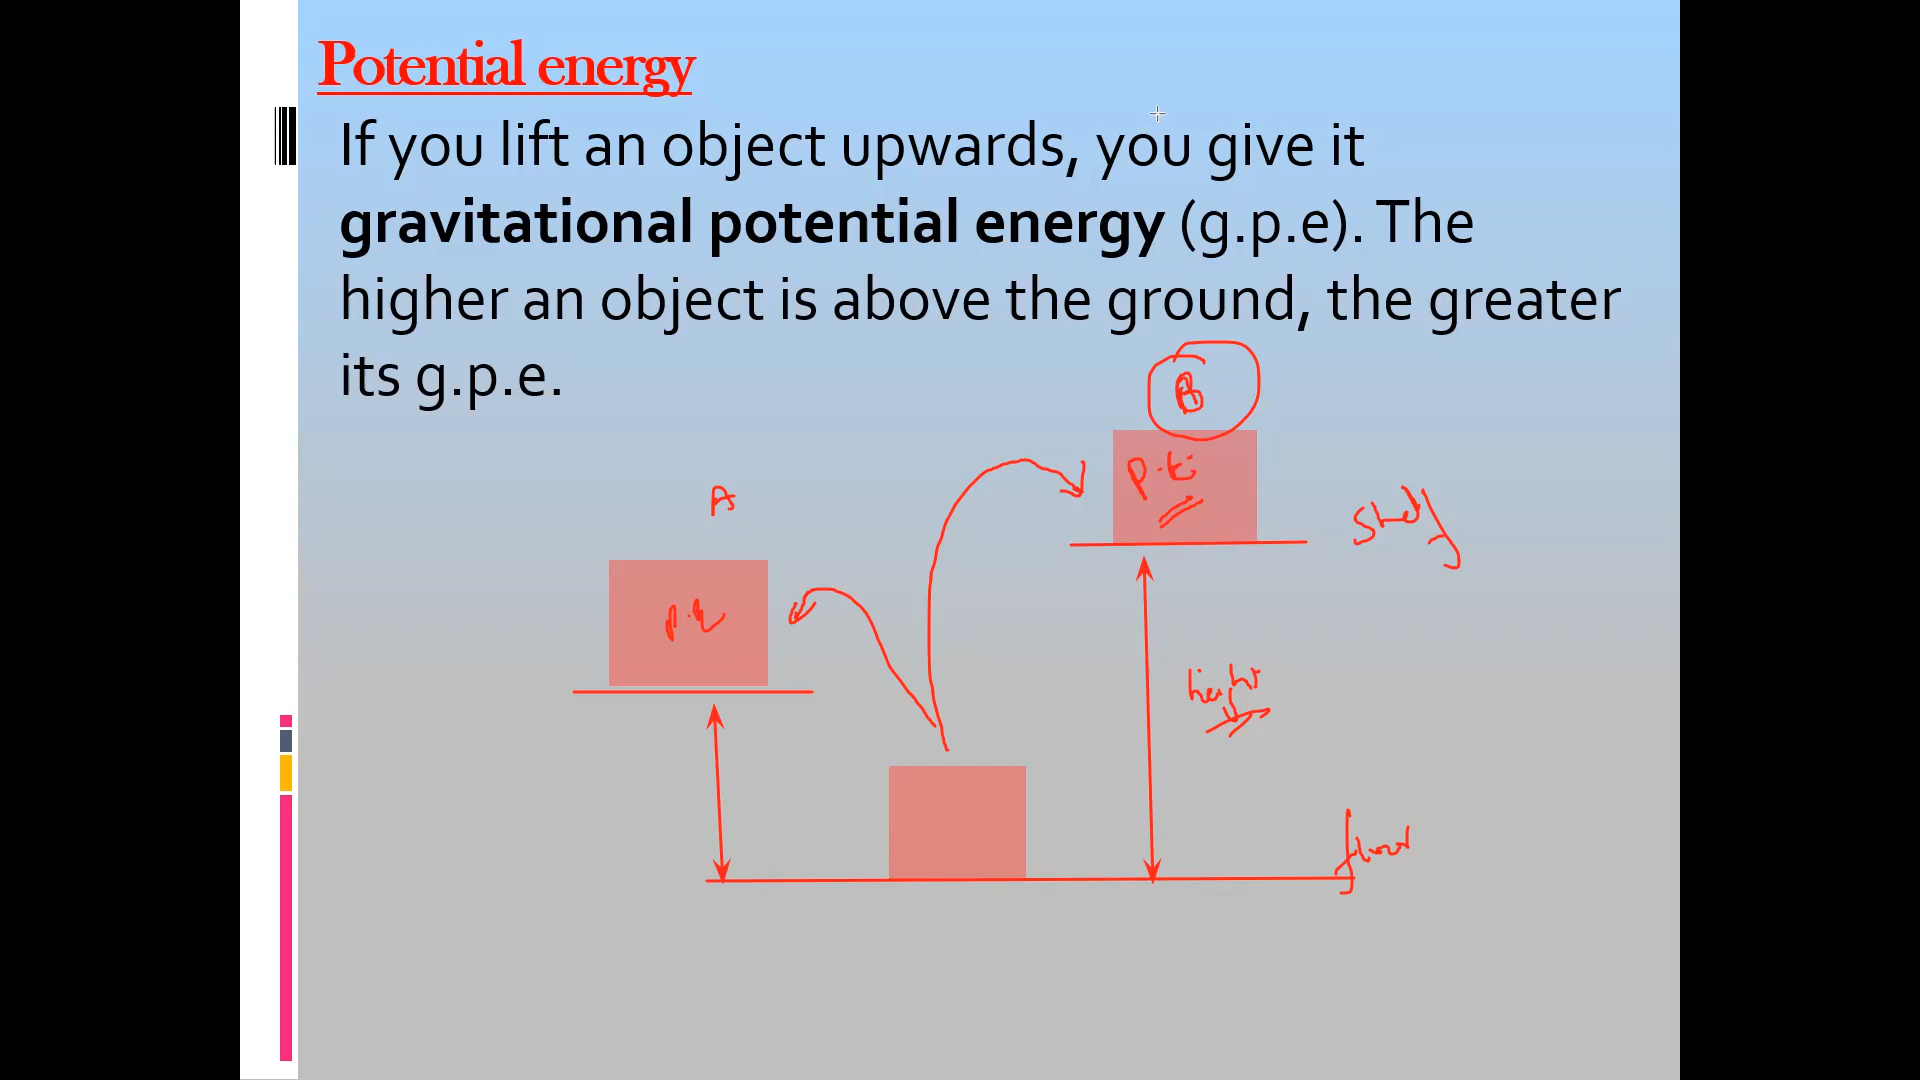 Potential energy
If you lift an object upwards, you give it
gravitational potential energy (g.p.e). The
higher an object is above the ground, the greater
its g.p.e.
B
P.E
A
Shelf
P.E
height
floor